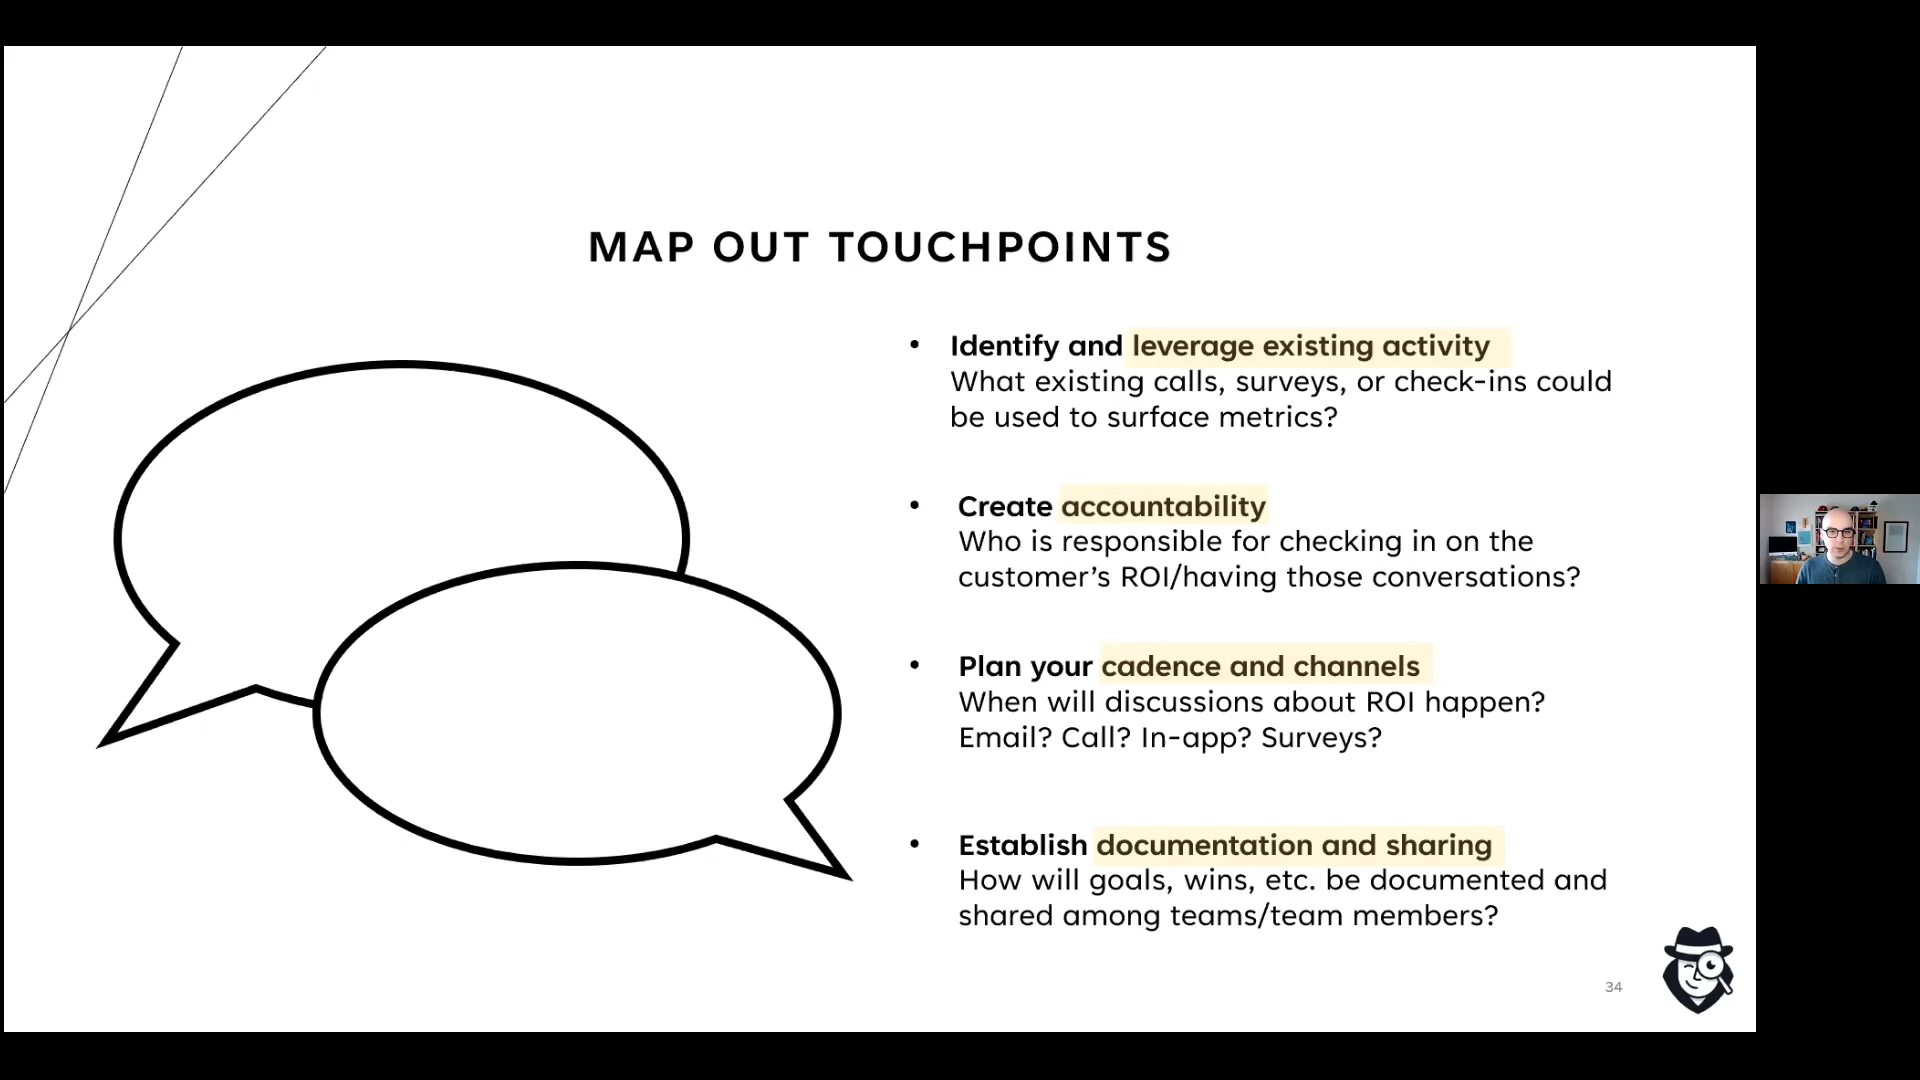 MAP OUT TOUCHPOINTS
• Identify and leverage existing activity
What existing calls, surveys, or check-ins could
be used to surface metrics?
• Create accountability
Who is responsible for checking in on the
customer’s ROI/having those conversations?
• Plan your cadence and channels
When will discussions about ROI happen?
Email? Call? In-app? Surveys?
• Establish documentation and sharing
How will goals, wins, etc. be documented and
shared among teams/team members?
34